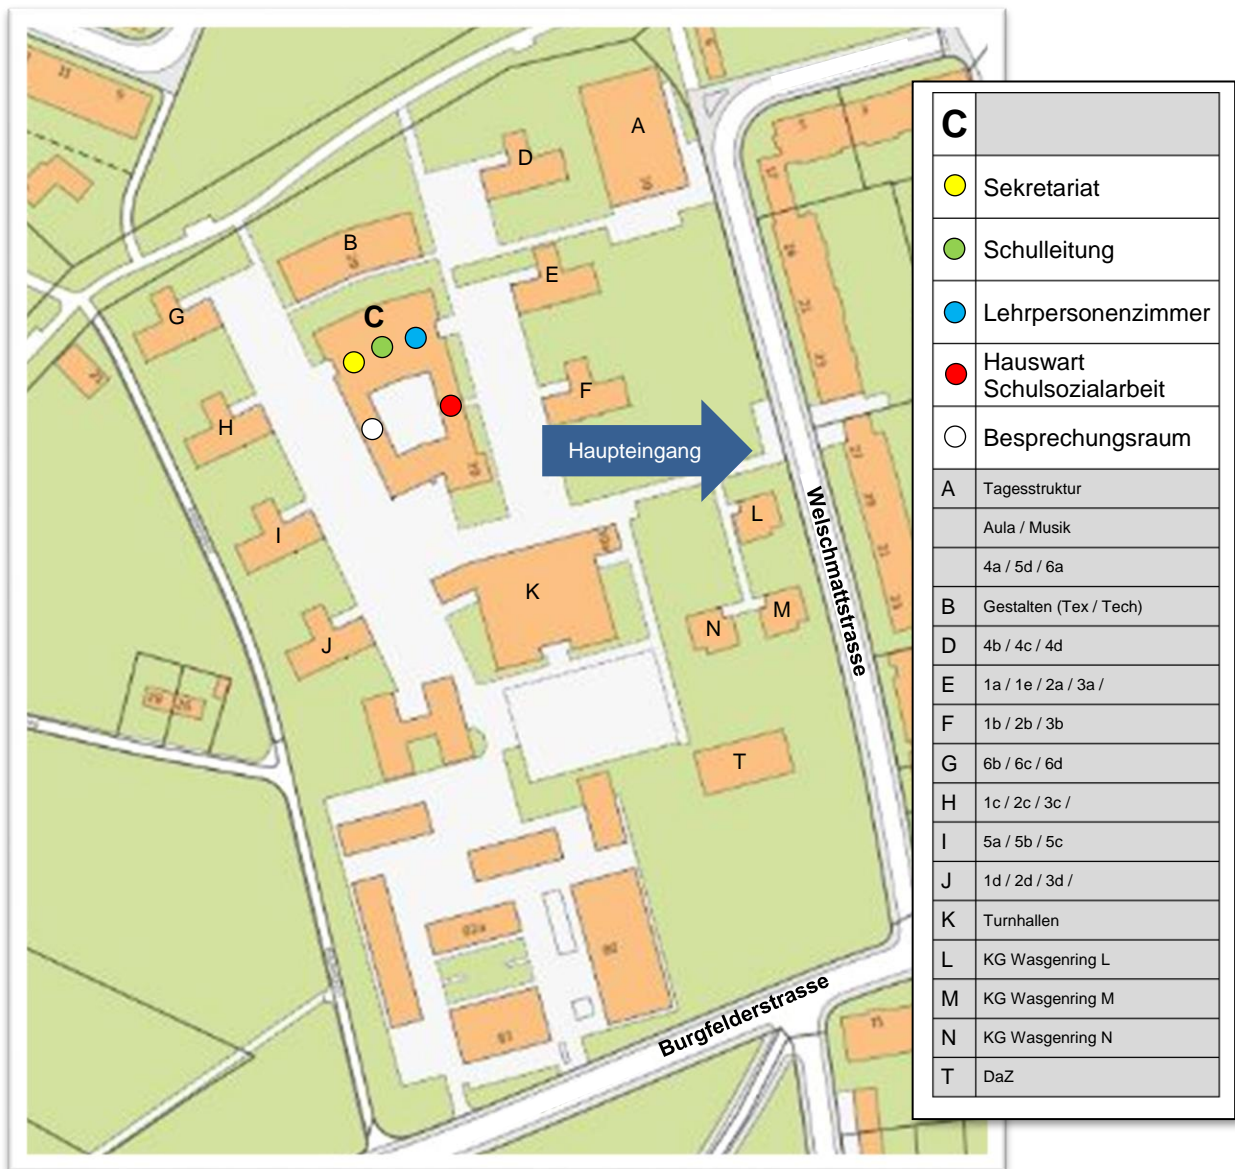 A
D
B
E
C
G
F
H
Haupteingang
L
I
K
M
N
J
T
Welschmattstrasse
Burgfelderstrasse
C
Sekretariat
Schulleitung
Lehrpersonenzimmer
Hauswart
Schulsozialarbeit
Besprechungsraum
A Tagesstruktur
Aula / Musik
4a / 5d / 6a
B Gestalten (Tex / Tech)
D 4b / 4c / 4d
E 1a / 1e / 2a / 3a /
F 1b / 2b / 3b
G 6b / 6c / 6d
H 1c / 2c / 3c /
I 5a / 5b / 5c
J 1d / 2d / 3d /
K Turnhallen
L KG Wasgenring L
M KG Wasgenring M
N KG Wasgenring N
T DaZ